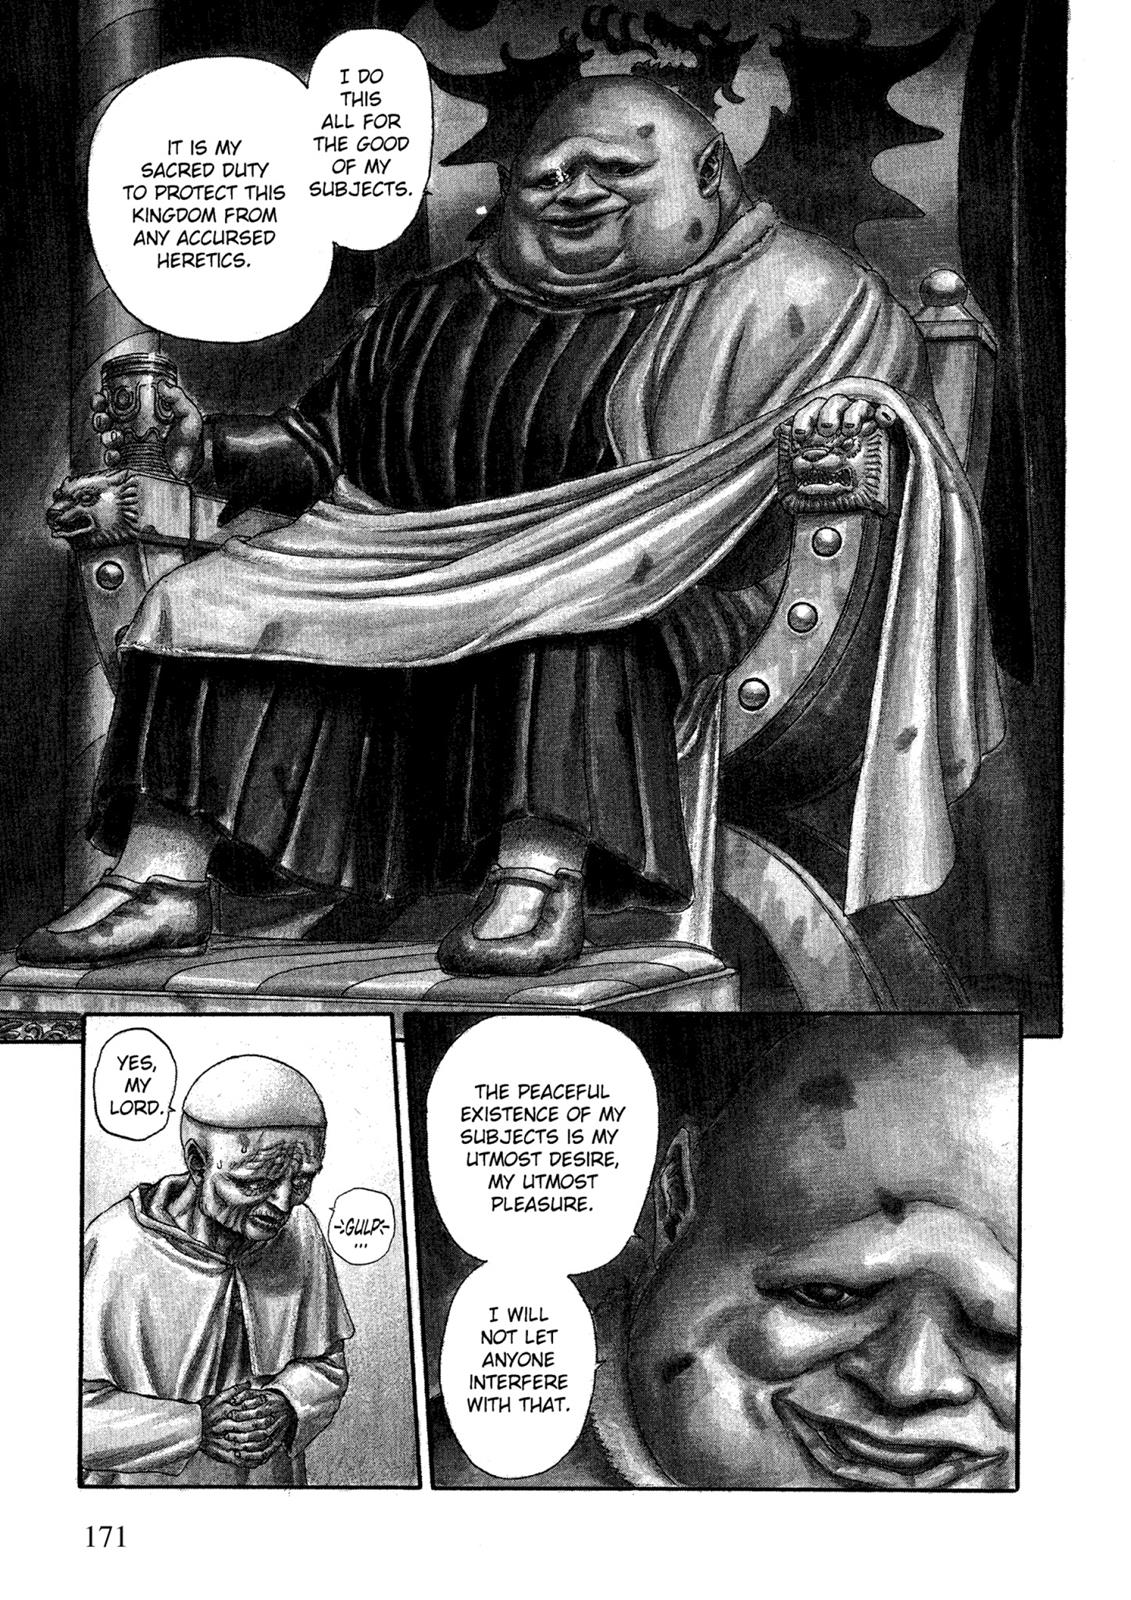 I DO
THIS
ALL FOR
THE GOOD
OF MY
SUBJECTS.
IT IS MY
SACRED DUTY
TO PROTECT THIS
KINGDOM FROM
ANY ACCURSED
HERETICS.
THE PEACEFUL
EXISTENCE OF MY
SUBJECTS IS MY
UTMOST DESIRE,
MY UTMOST
PLEASURE.
I WILL
NOT LET
ANYONE
INTERFERE
WITH THAT.
YES,
MY
LORD.
-GULP-
...
171